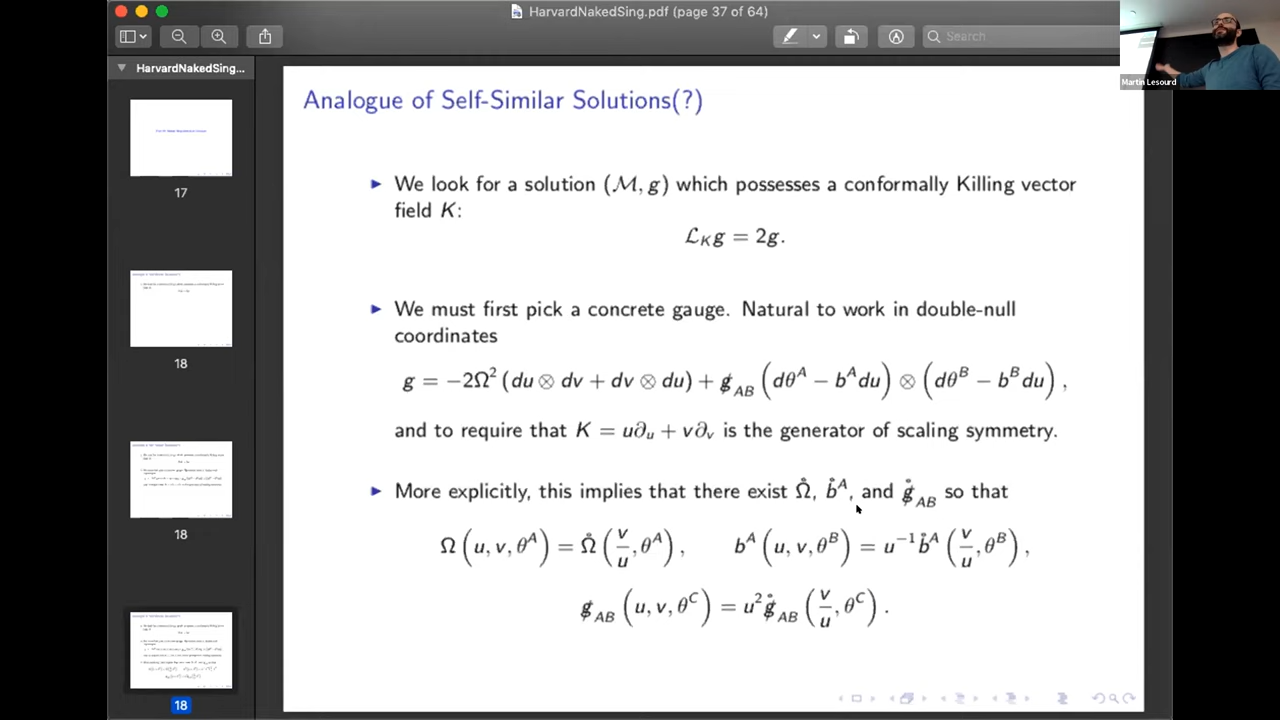 HarvardNakedSing.pdf (page 37 of 64)
Search
Martin Lesourd
HarvardNakedSing...
17
18
18
18
Analogue of Self-Similar Solutions(?)
► We look for a solution (ℳ, g) which possesses a conformally Killing vector
field K:
ℒ_K g = 2g.
► We must first pick a concrete gauge. Natural to work in double-null
coordinates
g = −2Ω² (du ⊗ dv + dv ⊗ du) + g̸_AB (dθ^A − b^A du) ⊗ (dθ^B − b^B du),
and to require that K = u∂_u + v∂_v is the generator of scaling symmetry.
► More explicitly, this implies that there exist Ω̊, b̊^A, and g̸̊_AB so that
Ω (u, v, θ^A) = Ω̊ (v/u, θ^A), b^A (u, v, θ^B) = u^−1 b̊^A (v/u, θ^B),
g̸_AB (u, v, θ^C) = u² g̸̊_AB (v/u, θ^C).